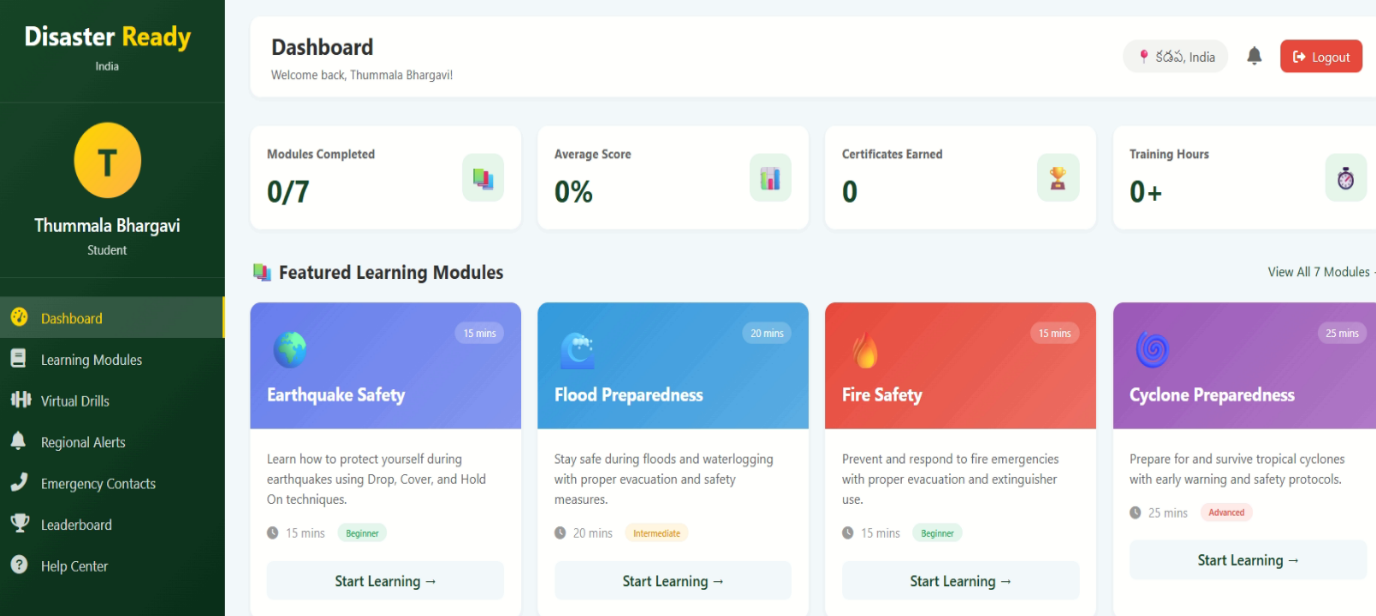 Disaster Ready
India
T
Thummala Bhargavi
Student
Dashboard
Learning Modules
Virtual Drills
Regional Alerts
Emergency Contacts
Leaderboard
Help Center
Dashboard
Welcome back, Thummala Bhargavi!
కడప, India
Logout
Modules Completed
0/7
Average Score
0%
Certificates Earned
0
Training Hours
0+
Featured Learning Modules
View All 7 Modules
15 mins
Earthquake Safety
Learn how to protect yourself during
earthquakes using Drop, Cover, and Hold
On techniques.
15 mins Beginner
Start Learning →
20 mins
Flood Preparedness
Stay safe during floods and waterlogging
with proper evacuation and safety
measures.
20 mins Intermediate
Start Learning →
15 mins
Fire Safety
Prevent and respond to fire emergencies
with proper evacuation and extinguisher
use.
15 mins Beginner
Start Learning →
25 mins
Cyclone Preparedness
Prepare for and survive tropical cyclones
with early warning and safety protocols.
25 mins Advanced
Start Learning →